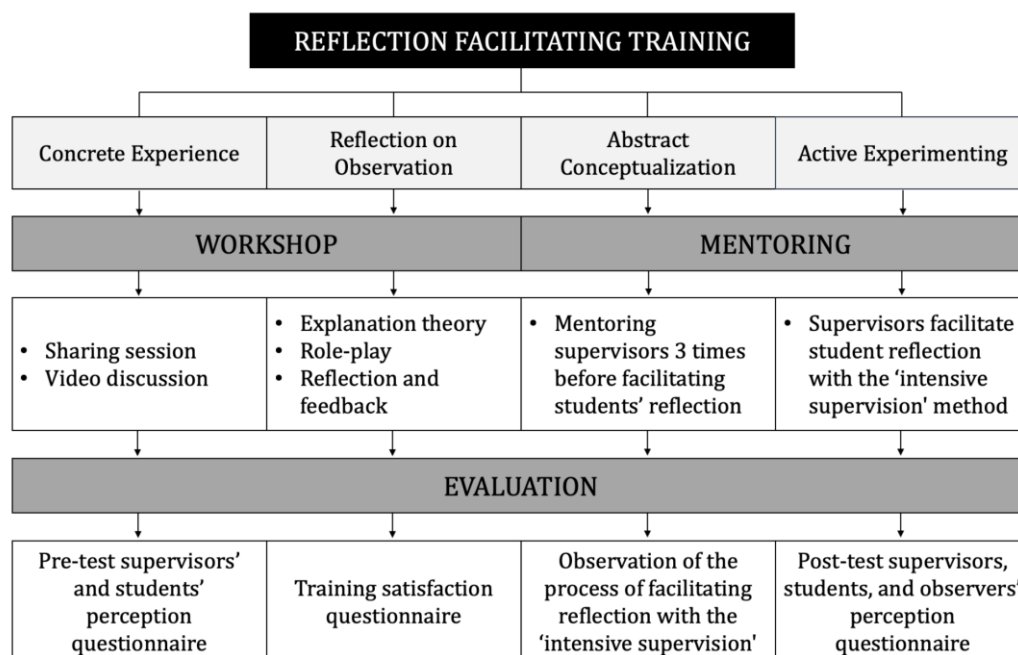 REFLECTION FACILITATING TRAINING
Concrete Experience
Reflection on
Observation
Abstract
Conceptualization
Active Experimenting
WORKSHOP
MENTORING
• Sharing session
• Video discussion
• Explanation theory
• Role-play
• Reflection and
feedback
• Mentoring
supervisors 3 times
before facilitating
students’ reflection
• Supervisors facilitate
student reflection
with the ‘intensive
supervision' method
EVALUATION
Pre-test supervisors’
and students’
perception
questionnaire
Training satisfaction
questionnaire
Observation of the
process of facilitating
reflection with the
‘intensive supervision'
Post-test supervisors,
students, and observers’
perception
questionnaire